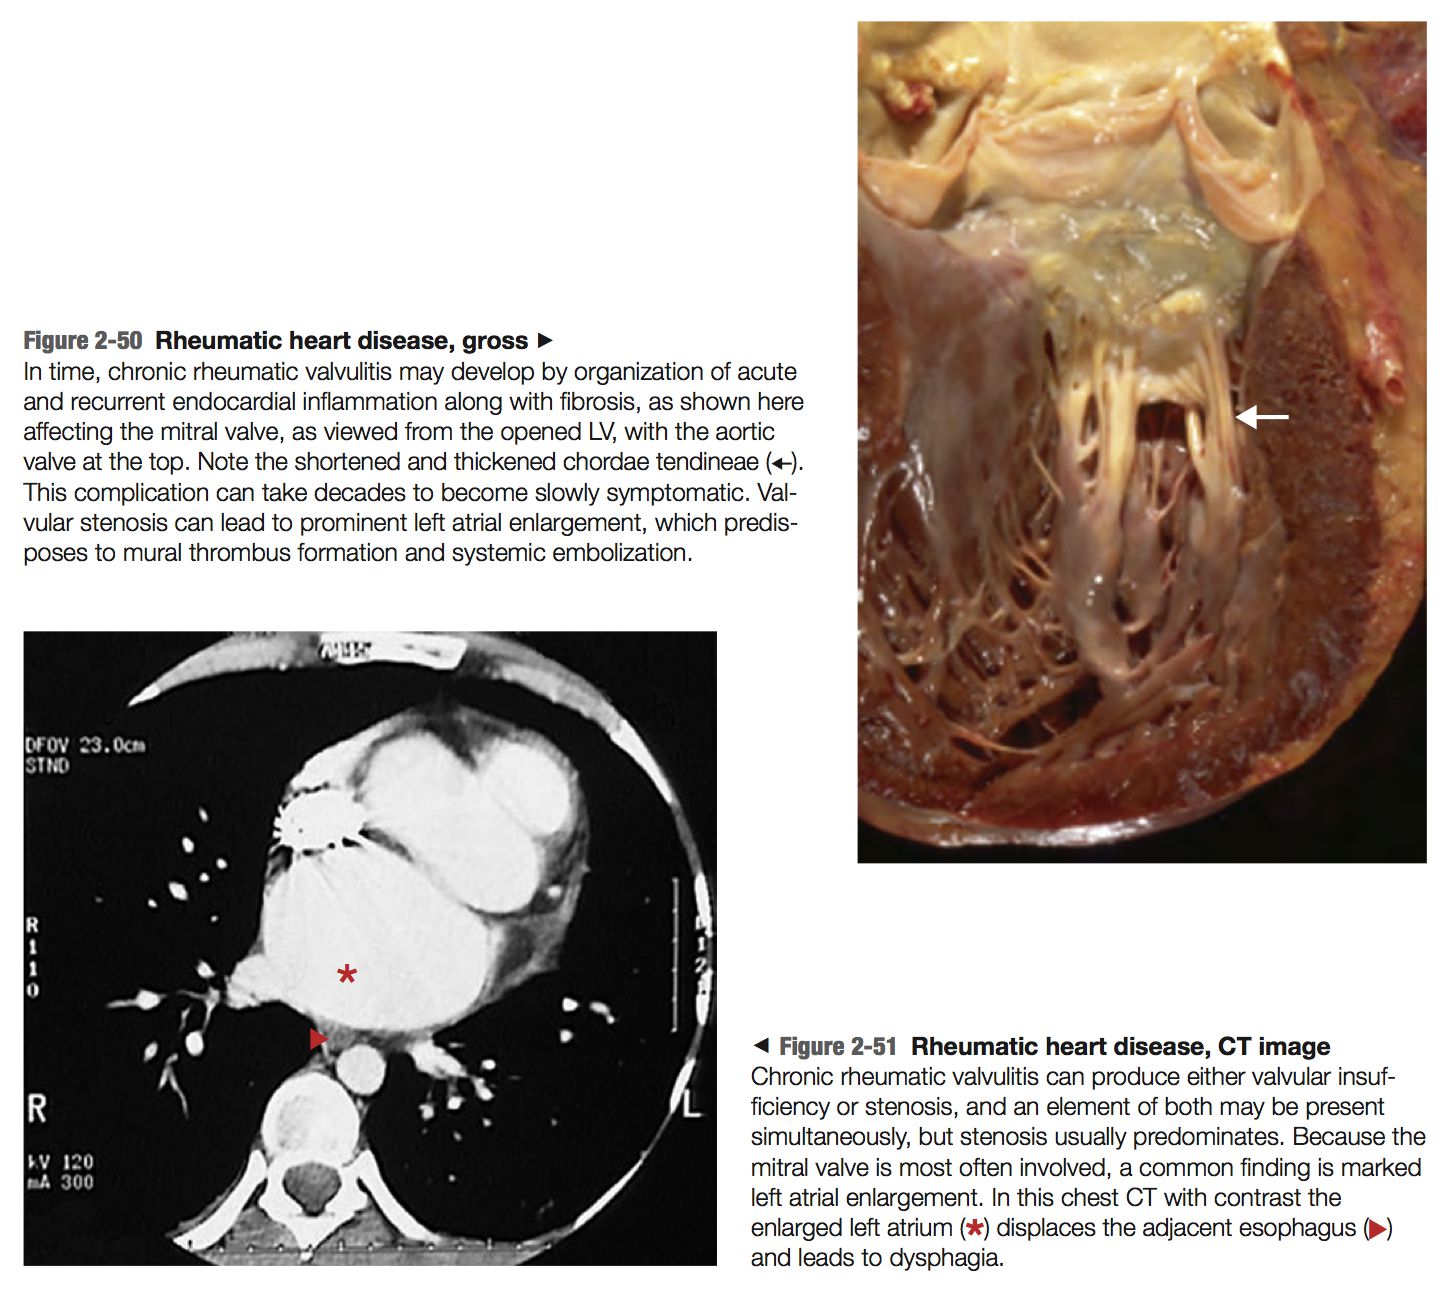 Figure 2-50 Rheumatic heart disease, gross ►
In time, chronic rheumatic valvulitis may develop by organization of acute
and recurrent endocardial inflammation along with fibrosis, as shown here
affecting the mitral valve, as viewed from the opened LV, with the aortic
valve at the top. Note the shortened and thickened chordae tendineae (←).
This complication can take decades to become slowly symptomatic. Val-
vular stenosis can lead to prominent left atrial enlargement, which predis-
poses to mural thrombus formation and systemic embolization.
DFOV 23.0cm
STND
R
1
1
0
R
L
kV 120
mA 300
◄ Figure 2-51 Rheumatic heart disease, CT image
Chronic rheumatic valvulitis can produce either valvular insuf-
ficiency or stenosis, and an element of both may be present
simultaneously, but stenosis usually predominates. Because the
mitral valve is most often involved, a common finding is marked
left atrial enlargement. In this chest CT with contrast the
enlarged left atrium (*) displaces the adjacent esophagus (►)
and leads to dysphagia.